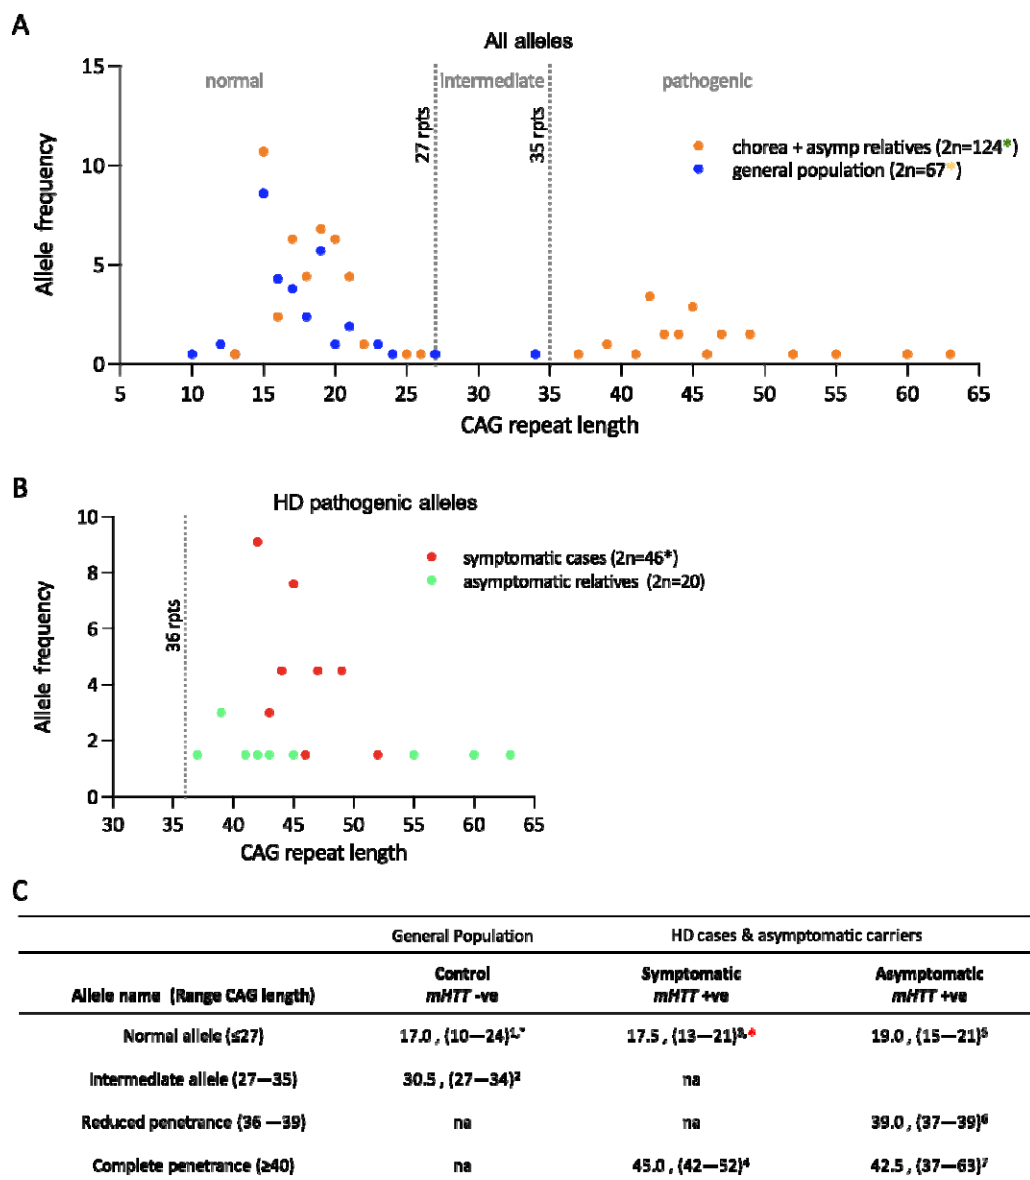 A
All alleles
15
10
5
0
normal
intermediate
pathogenic
27 rpts
35 rpts
chorea + asymp relatives (2n=124*)
general population (2n=67*)
Allele frequency
5 10 15 20 25 30 35 40 45 50 55 60 65
CAG repeat length
B
HD pathogenic alleles
10
8
6
4
2
0
36 rpts
symptomatic cases (2n=46*)
asymptomatic relatives (2n=20)
Allele frequency
30 35 40 45 50 55 60 65
CAG repeat length
C
General Population HD cases & asymptomatic carriers
Control Symptomatic Asymptomatic
Allele name (Range CAG length) mHTT -ve mHTT +ve mHTT +ve
Normal allele (≤27) 17.0 , (10—24)¹,* 17.5 , (13—21)³,* 19.0 , (15—21)⁵
Intermediate allele (27—35) 30.5 , (27—34)² na
Reduced penetrance (36 —39) na na 39.0 , (37—39)⁶
Complete penetrance (≥40) na 45.0 , (42—52)⁴ 42.5 , (37—63)⁷